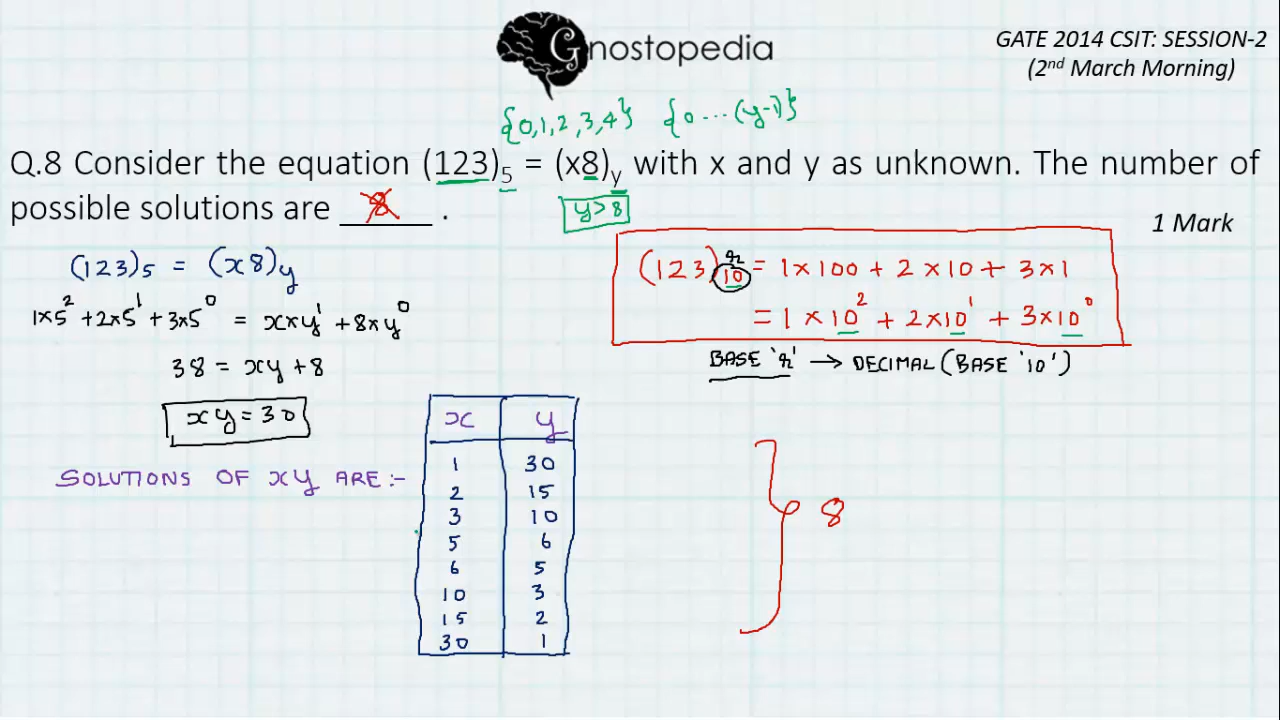 Gnostopedia
GATE 2014 CSIT: SESSION-2
(2nd March Morning)
{0,1,2,3,4} {0...(y-1)}
Q.8 Consider the equation (123)5 = (x8)y with x and y as unknown. The number of
possible solutions are 8 .
y>8
1 Mark
(123)5 = (x8)y
1×5² + 2×5¹ + 3×5⁰ = x×y¹ + 8×y⁰
38 = xy + 8
xy = 30
r
(123)10 = 1×100 + 2×10 + 3×1
= 1×10² + 2×10¹ + 3×10⁰
BASE 'r' → DECIMAL (BASE '10')
SOLUTIONS OF xy ARE :-
x y
1 30
2 15
3 10
5 6
6 5
10 3
15 2
30 1
8